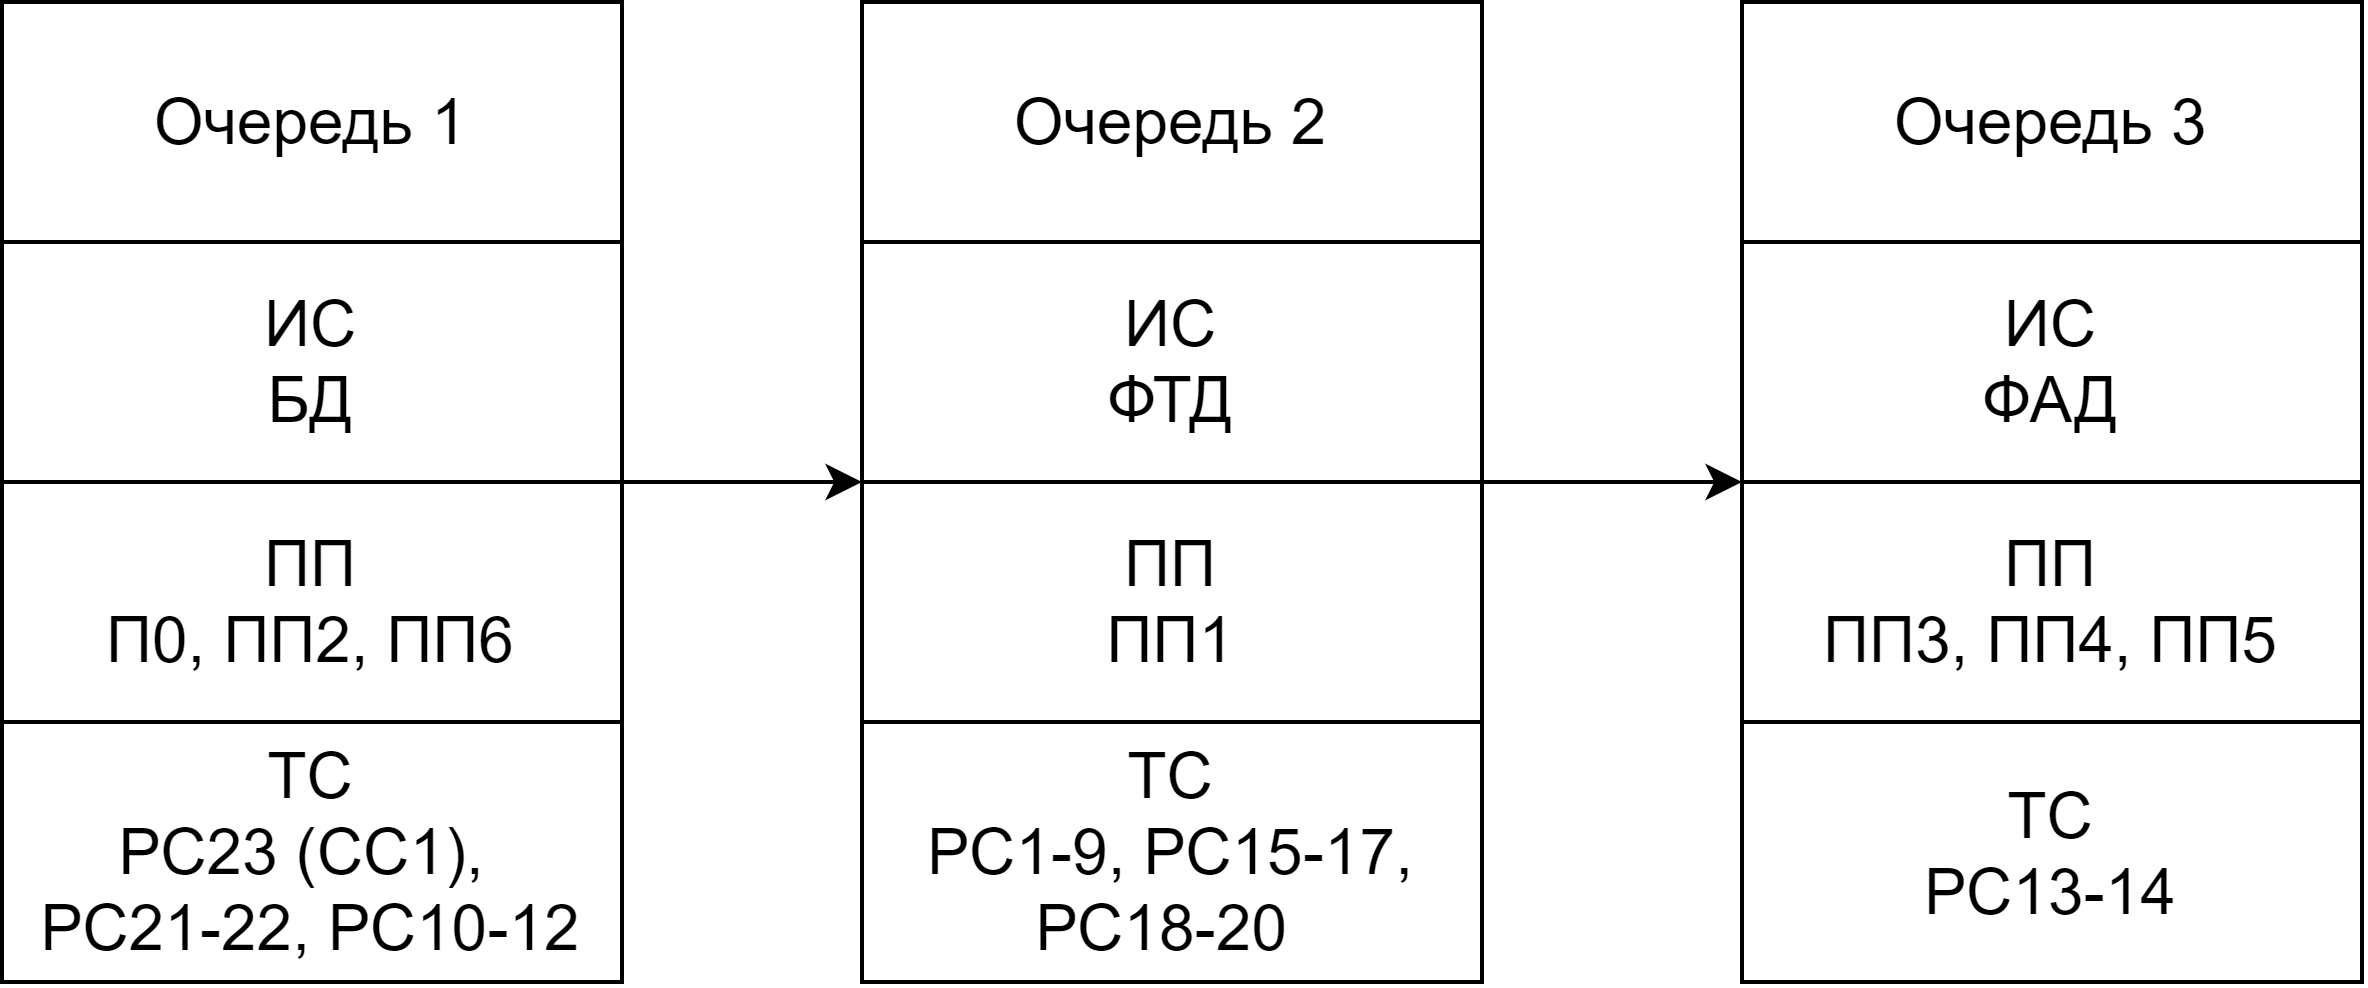 Очередь 1
ИС
БД
ПП
П0, ПП2, ПП6
ТС
РС23 (СС1),
РС21-22, РС10-12
Очередь 2
ИС
ФТД
ПП
ПП1
ТС
РС1-9, РС15-17,
РС18-20
Очередь 3
ИС
ФАД
ПП
ПП3, ПП4, ПП5
ТС
РС13-14